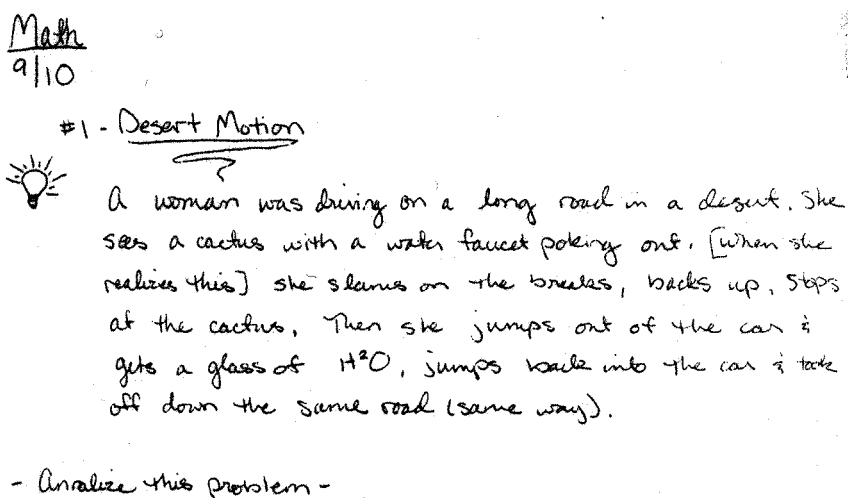 Math
9/10
#1 - Desert Motion
A woman was driving on a long road in a desert. She
sees a cactus with a water faucet poking out. [When she
realizes this] she slams on the breaks, backs up, stops
at the cactus. Then she jumps out of the car &
gets a glass of H²O, jumps back into the car & took
off down the same road (same way).
- Analize this problem -